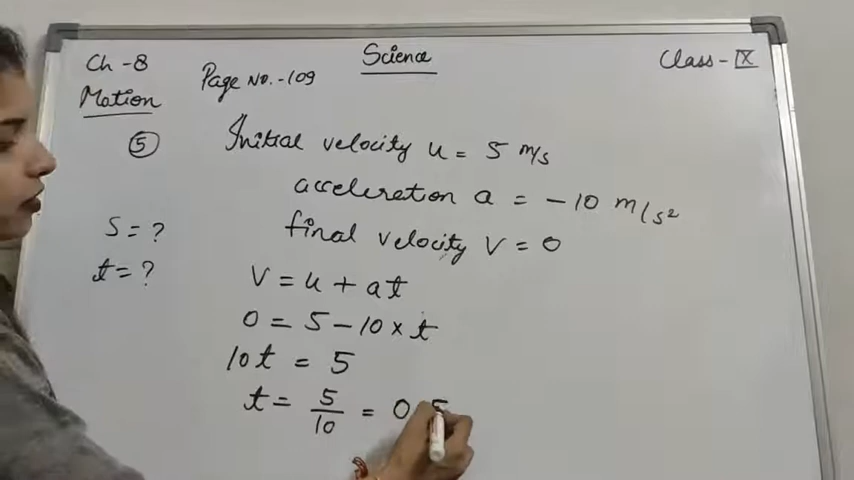 Ch-8
Science
Class-IX
Page No.-109
Motion
5
Initial velocity u = 5 m/s
acceleration a = -10 m/s²
final velocity v = 0
S = ?
t = ?
V = u + at
0 = 5 - 10 × t
10t = 5
t = 5/10 = 0.5